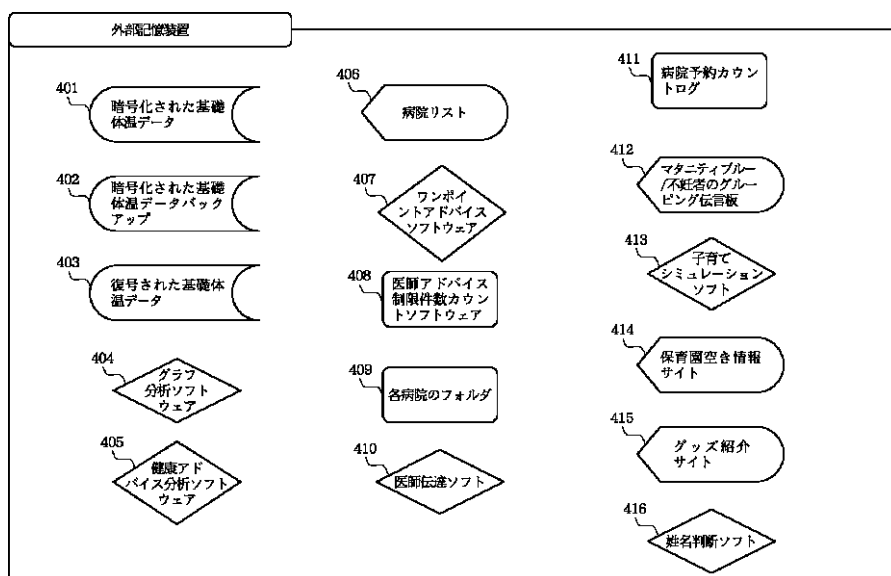 外部記憶装置
401
暗号化された基礎
体温データ
402
暗号化された基礎
体温データバック
アップ
403
復号された基礎体
温データ
404
グラフ
分析ソフト
ウェア
405
健康アド
バイス分析ソフト
ウェア
406
病院リスト
407
ワンポイ
ントアドバイス
ソフトウェア
408
医師アドバイス
制限件数カウン
トソフトウェア
409
各病院のフォルダ
410
医師伝達ソフト
411
病院予約カウン
トログ
412
マタニティブルー
/不妊者のグルー
ピング伝言板
413
子育て
シミュレーション
ソフト
414
保育園空き情報
サイト
415
グッズ紹介
サイト
416
姓名判断ソフト